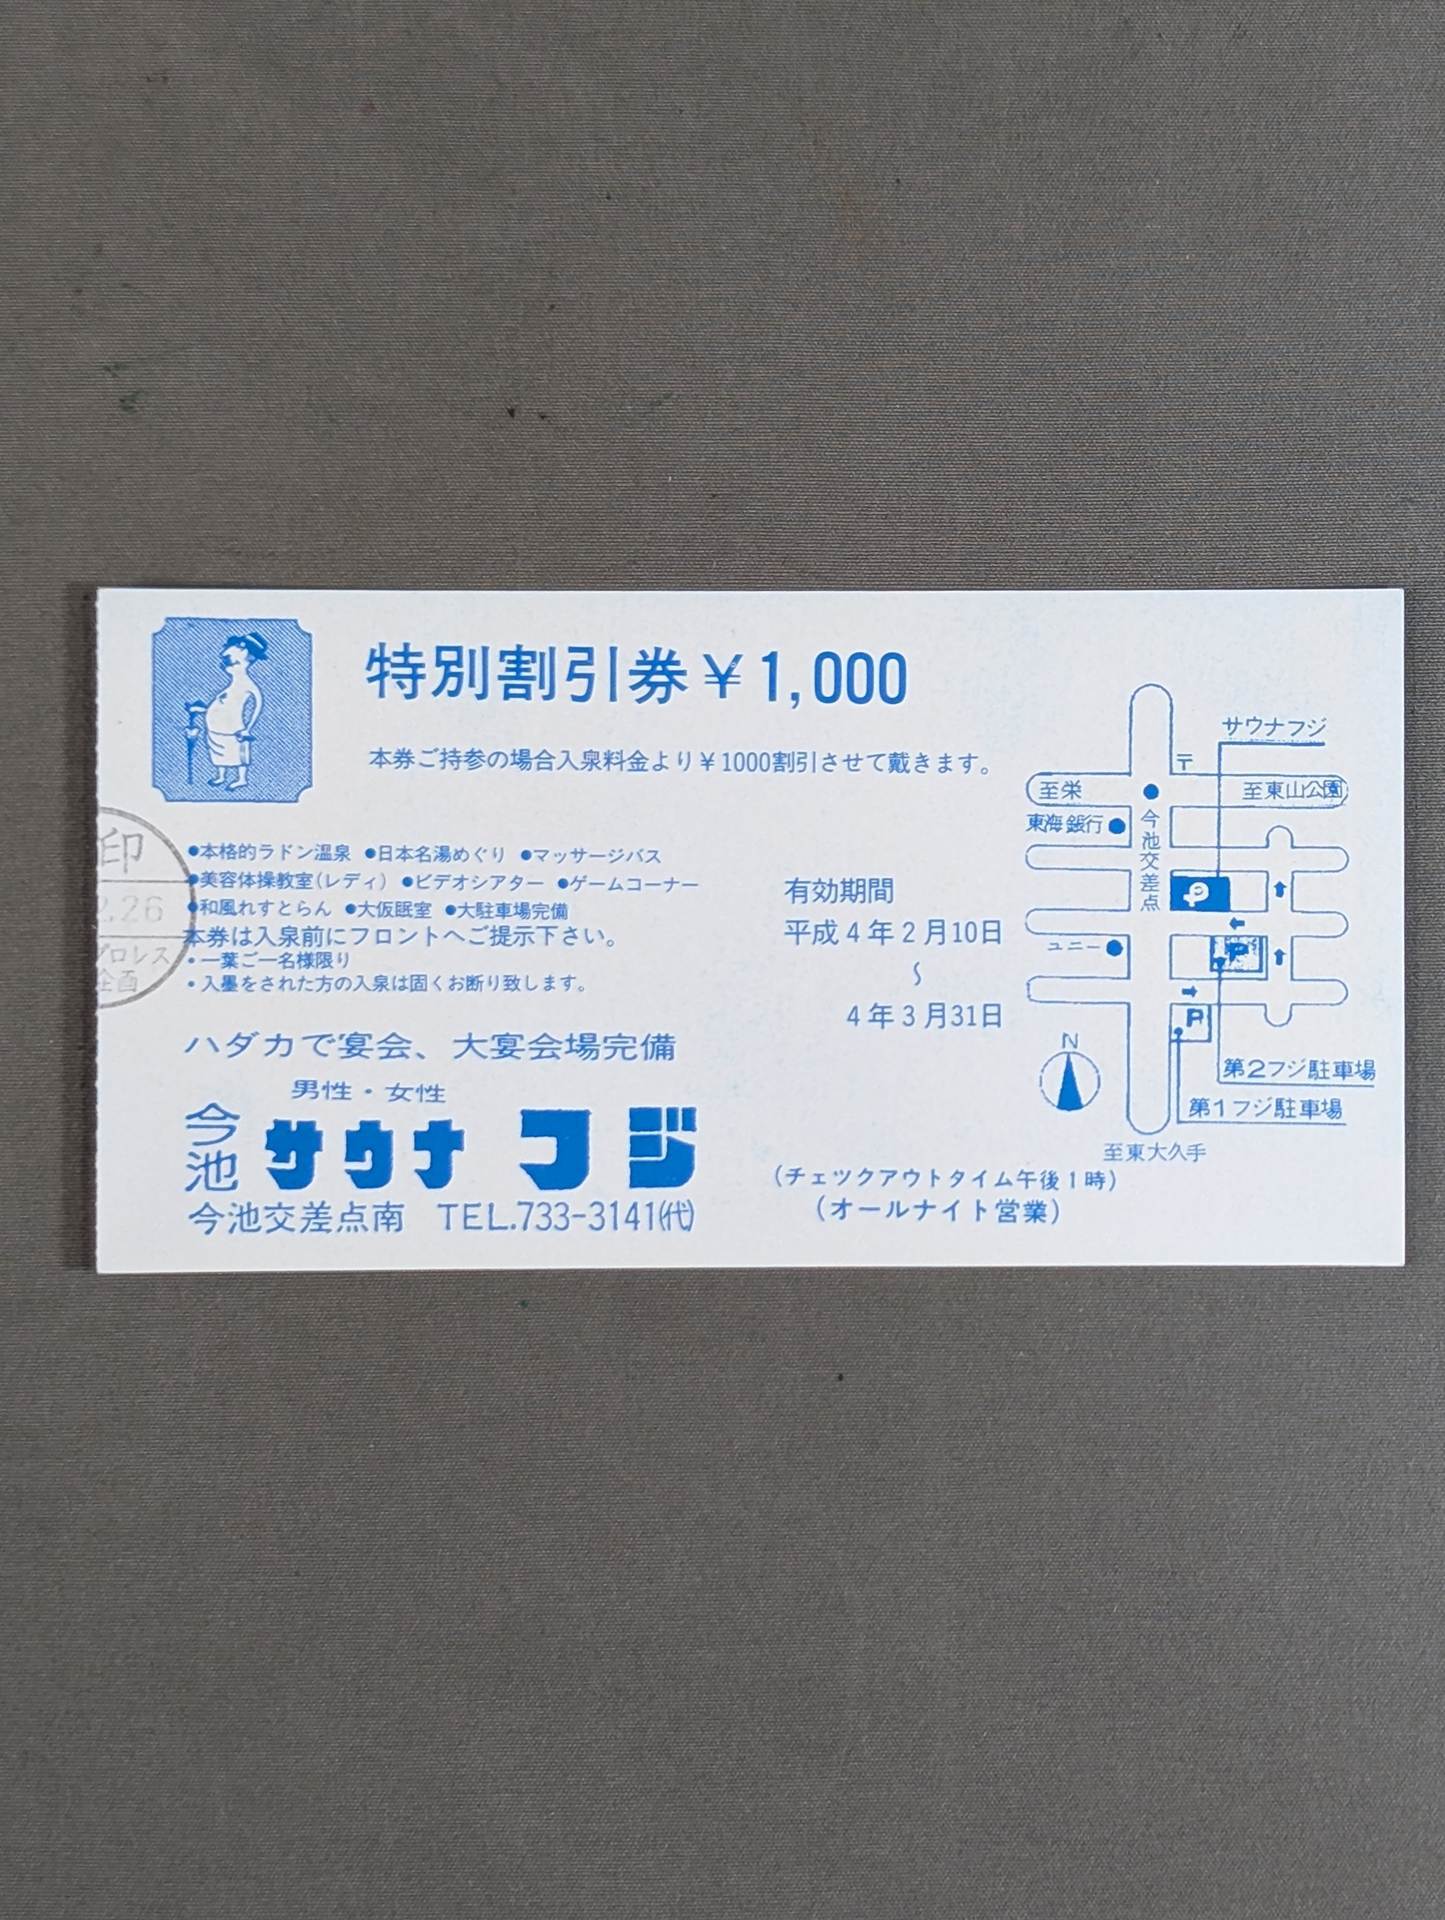 特別割引券￥1,000
本券ご持参の場合入泉料金より￥1000割引させて戴きます。
●本格的ラドン温泉 ●日本名湯めぐり ●マッサージバス
●美容体操教室(レディ) ●ビデオシアター ●ゲームコーナー
●和風れすとらん ●大仮眠室 ●大駐車場完備
本券は入泉前にフロントへご提示下さい。
・一葉ご一名様限り
・入墨をされた方の入泉は固くお断り致します。
ハダカで宴会、大宴会場完備
男性・女性
今池 サウナ フジ
今池交差点南 TEL.733-3141㈹
有効期間
平成4年2月10日
〜
4年3月31日
(チェックアウトタイム午後1時)
(オールナイト営業)
サウナフジ
〒
至栄
至東山公園
東海銀行
今池交差点
P
ユニー
P
P
N
第2フジ駐車場
第1フジ駐車場
至東大久手
印
2.26
プロレス
企画